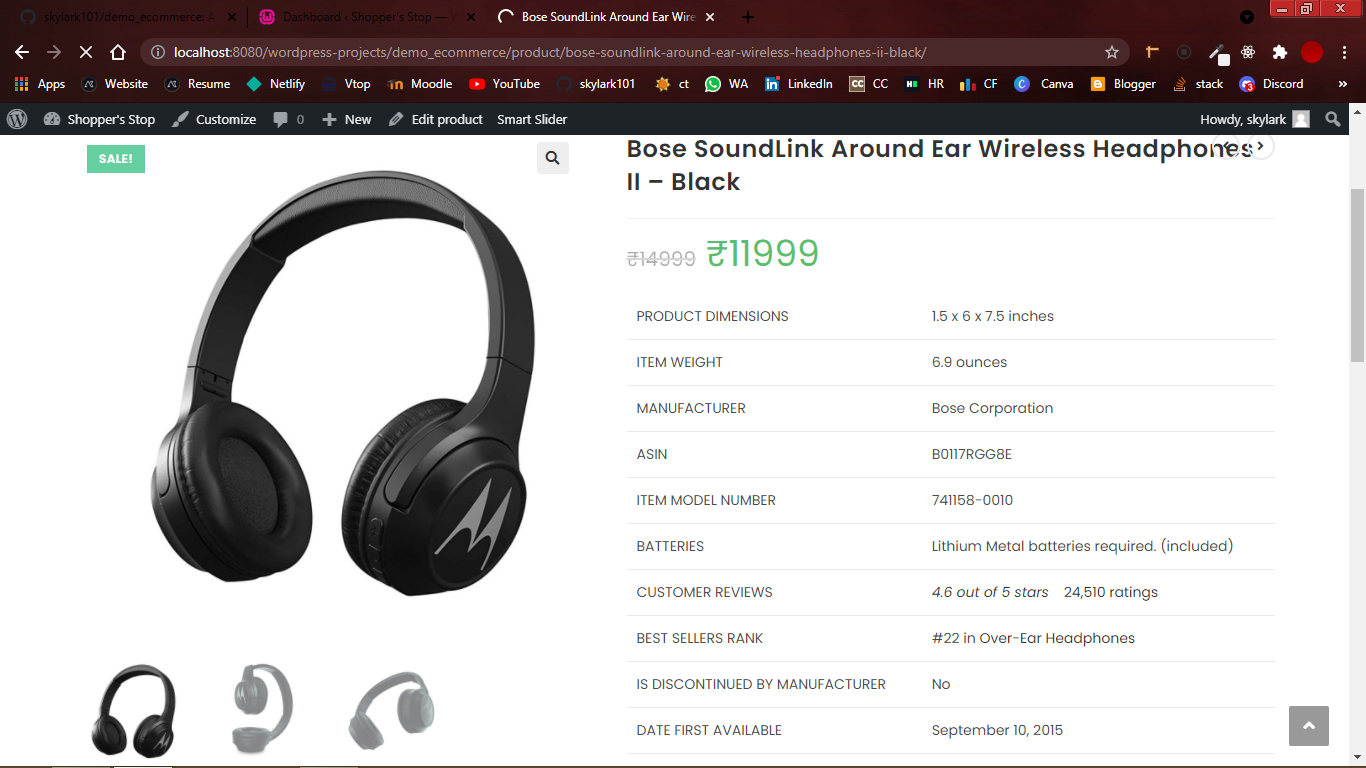 skylark101/demo_ecommerce: A
Dashboard ‹ Shopper's Stop — W
Bose SoundLink Around Ear Wire
localhost:8080/wordpress-projects/demo_ecommerce/product/bose-soundlink-around-ear-wireless-headphones-ii-black/
Apps Website Resume Netlify Vtop Moodle YouTube skylark101 ct WA LinkedIn CC CC HR CF Canva Blogger stack Discord »
Shopper's Stop Customize 0 New Edit product Smart Slider Howdy, skylark
SALE!
Bose SoundLink Around Ear Wireless Headphones
II – Black
₹14999 ₹11999
PRODUCT DIMENSIONS 1.5 x 6 x 7.5 inches
ITEM WEIGHT 6.9 ounces
MANUFACTURER Bose Corporation
ASIN B0117RGG8E
ITEM MODEL NUMBER 741158-0010
BATTERIES Lithium Metal batteries required. (included)
CUSTOMER REVIEWS 4.6 out of 5 stars 24,510 ratings
BEST SELLERS RANK #22 in Over-Ear Headphones
IS DISCONTINUED BY MANUFACTURER No
DATE FIRST AVAILABLE September 10, 2015